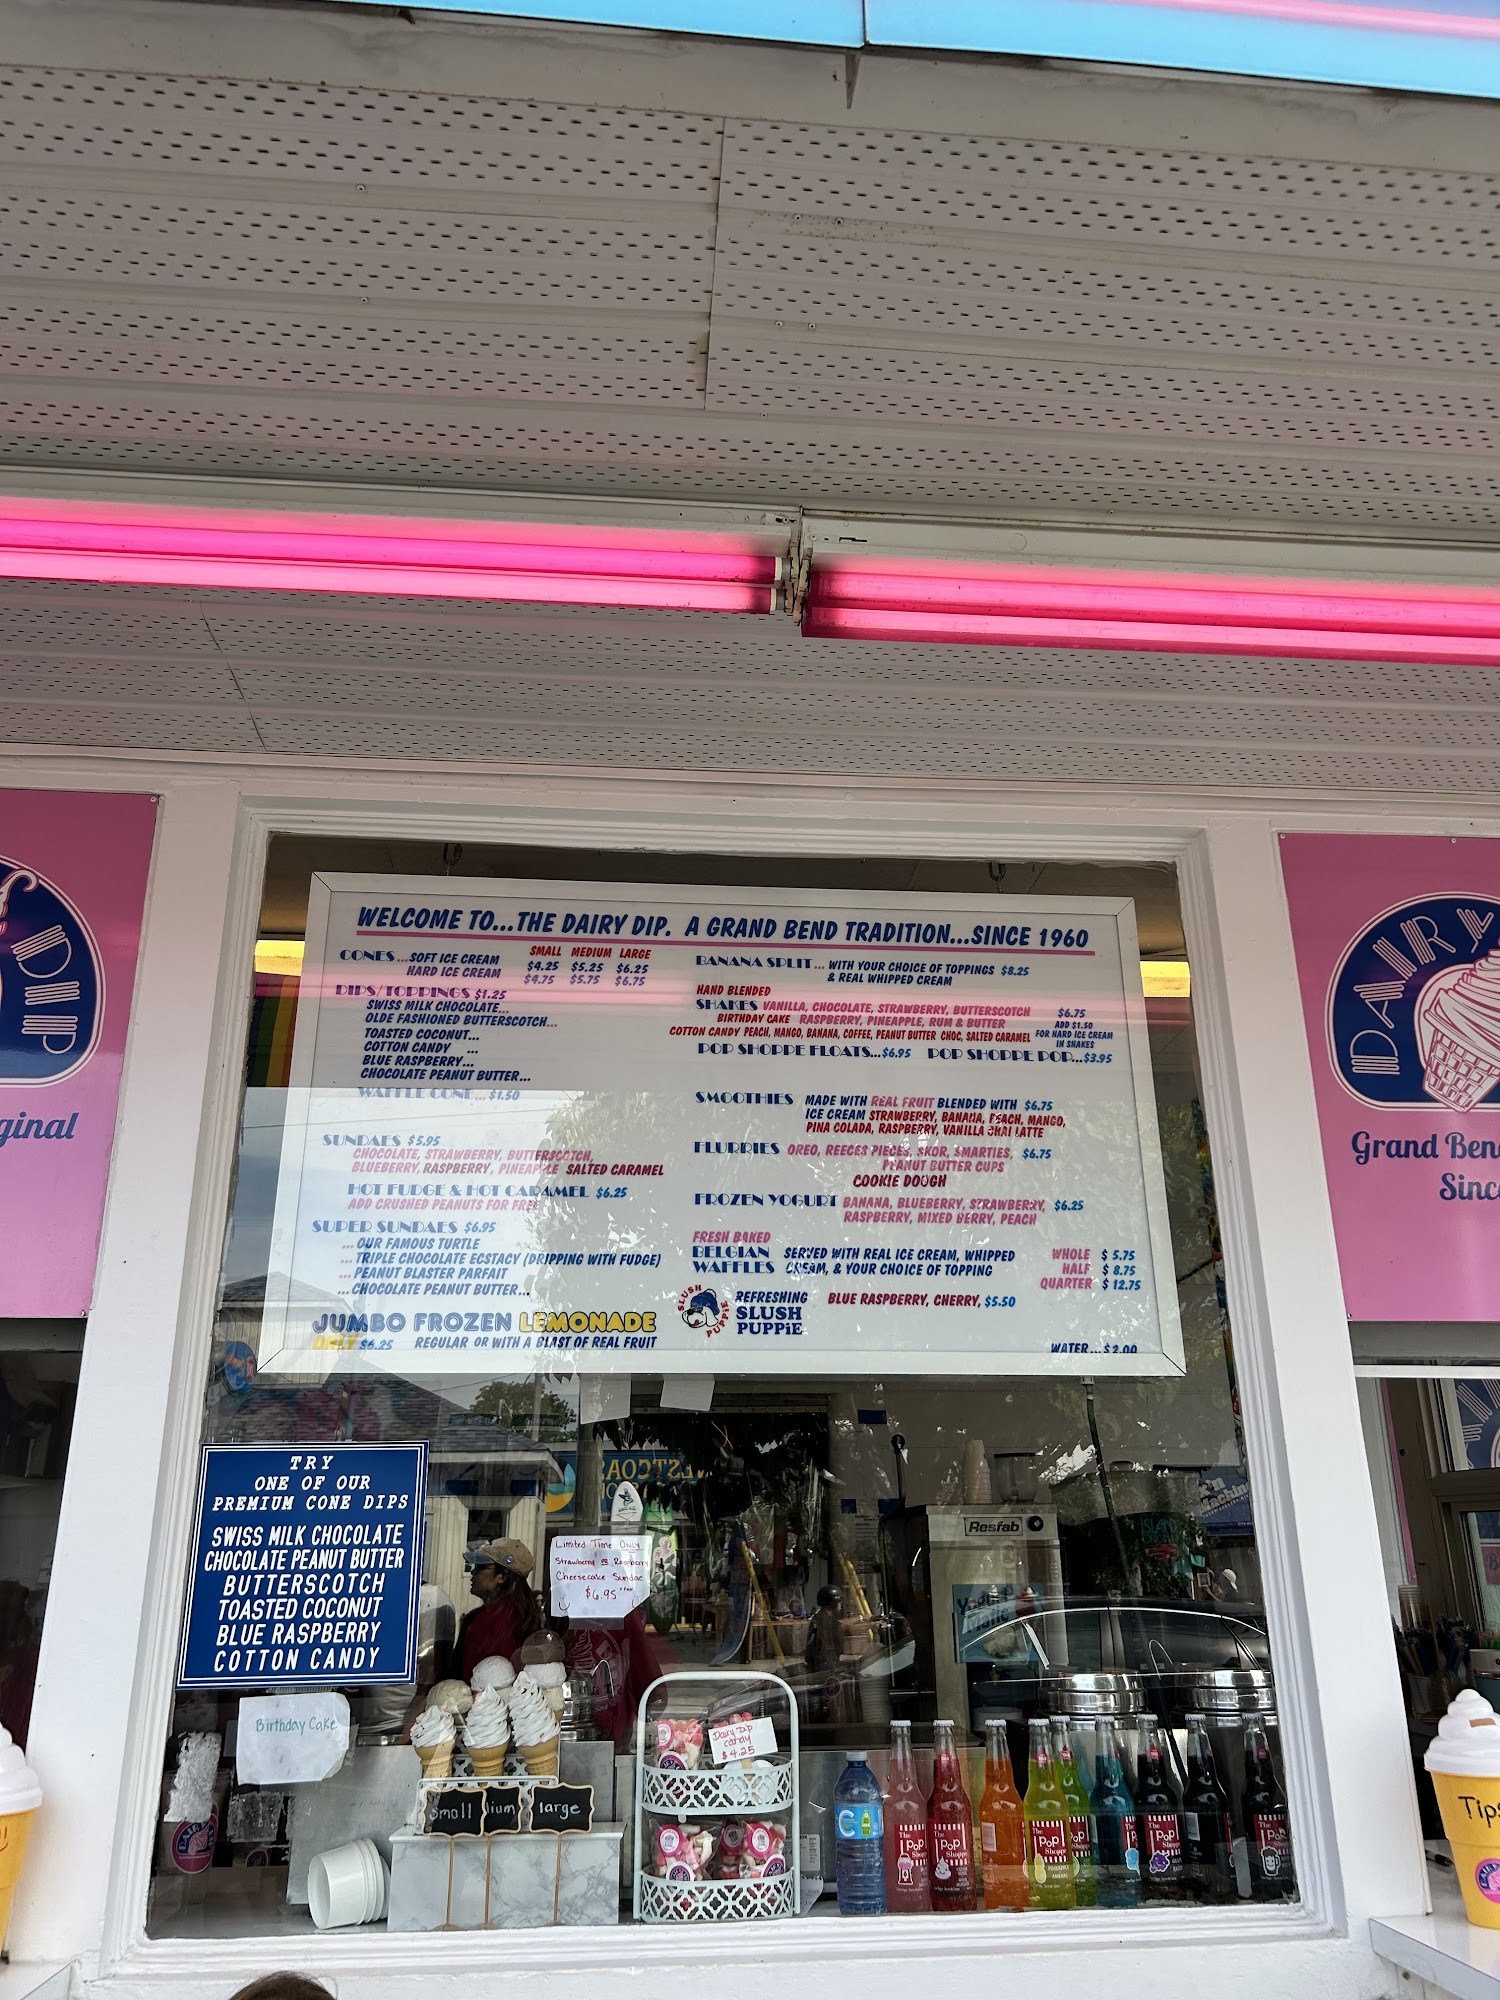 WELCOME TO...THE DAIRY DIP. A GRAND BEND TRADITION...SINCE 1960
SMALL MEDIUM LARGE
CONES...SOFT ICE CREAM $4.25 $5.25 $6.25
HARD ICE CREAM $4.75 $5.75 $6.75
DIPS/TOPPINGS $1.25
SWISS MILK CHOCOLATE...
OLDE FASHIONED BUTTERSCOTCH...
TOASTED COCONUT...
COTTON CANDY ...
BLUE RASPBERRY...
CHOCOLATE PEANUT BUTTER...
WAFFLE CONE...$1.50
SUNDAES $5.95
CHOCOLATE, STRAWBERRY, BUTTERSCOTCH,
BLUEBERRY, RASPBERRY, PINEAPPLE SALTED CARAMEL
HOT FUDGE & HOT CARAMEL $6.25
ADD CRUSHED PEANUTS FOR FREE
SUPER SUNDAES $6.95
...OUR FAMOUS TURTLE
...TRIPLE CHOCOLATE ECSTACY (DRIPPING WITH FUDGE)
...PEANUT BLASTER PARFAIT
...CHOCOLATE PEANUT BUTTER...
JUMBO FROZEN LEMONADE
ONLY $6.25 REGULAR OR WITH A BLAST OF REAL FRUIT
BANANA SPLIT... WITH YOUR CHOICE OF TOPPINGS $8.25
& REAL WHIPPED CREAM
HAND BLENDED
SHAKES VANILLA, CHOCOLATE, STRAWBERRY, BUTTERSCOTCH $6.75
BIRTHDAY CAKE RASPBERRY, PINEAPPLE, RUM & BUTTER
COTTON CANDY PEACH, MANGO, BANANA, COFFEE, PEANUT BUTTER CHOC, SALTED CARAMEL
ADD $1.50
FOR HARD ICE CREAM
IN SHAKES
POP SHOPPE FLOATS...$6.95 POP SHOPPE POP...$3.95
SMOOTHIES MADE WITH REAL FRUIT BLENDED WITH $6.75
ICE CREAM STRAWBERRY, BANANA, PEACH, MANGO,
PINA COLADA, RASPBERRY, VANILLA CHAI LATTE
FLURRIES OREO, REECES PIECES, SKOR, SMARTIES, $6.75
PEANUT BUTTER CUPS
COOKIE DOUGH
FROZEN YOGURT BANANA, BLUEBERRY, STRAWBERRY, $6.25
RASPBERRY, MIXED BERRY, PEACH
FRESH BAKED
BELGIAN SERVED WITH REAL ICE CREAM, WHIPPED WHOLE $ 5.75
WAFFLES CREAM, & YOUR CHOICE OF TOPPING HALF $ 8.75
QUARTER $ 12.75
SLUSH PUPPIE
REFRESHING BLUE RASPBERRY, CHERRY, $5.50
SLUSH
PUPPiE
WATER...$2.00
DIP
ginal
DAIRY
Grand Ben
Sinc
TRY
ONE OF OUR
PREMIUM CONE DIPS
SWISS MILK CHOCOLATE
CHOCOLATE PEANUT BUTTER
BUTTERSCOTCH
TOASTED COCONUT
BLUE RASPBERRY
COTTON CANDY
Birthday Cake
Limited Time ONLY
Strawberry or Raspberry
Cheesecake Sundae
$6.95
Resfab
small
ium
large
Dairy Dip
candy
$4.25
The Pop Shoppe
Tips